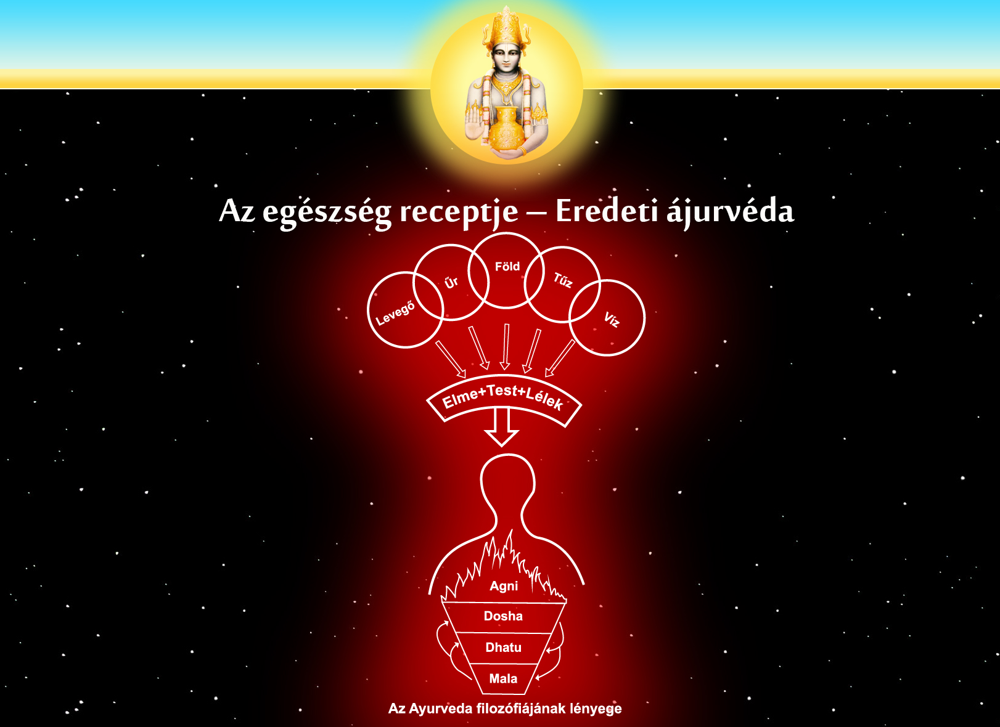 Az egészség receptje – Eredeti ájurvéda
Levegő
Űr
Föld
Tűz
Víz
Elme+Test+Lélek
Agni
Dosha
Dhatu
Mala
Az Ayurveda filozófiájának lényege